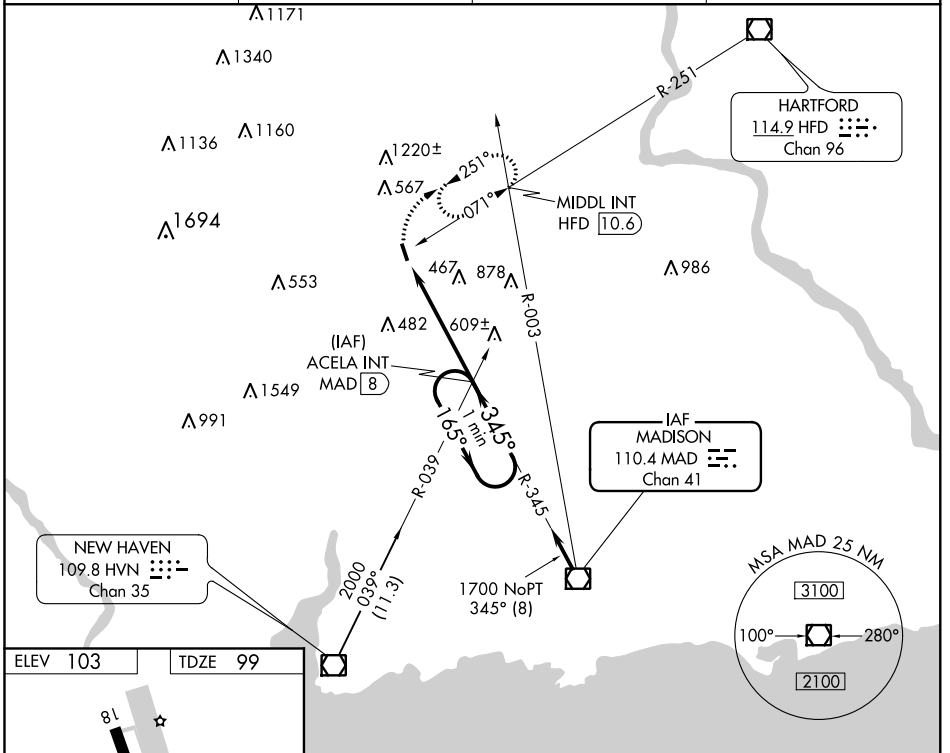 1171
1340
1136
1160
1220±
567
1694
553
467
878
986
482
609±
1549
991
R-251
251°
071°
HARTFORD
114.9 HFD
Chan 96
MIDDL INT
HFD 10.6
R-003
(IAF)
ACELA INT
MAD 8
165°
1 min
345°
R-345
R-039
IAF
MADISON
110.4 MAD
Chan 41
NEW HAVEN
109.8 HVN
Chan 35
2000
039°
(11.3)
1700 NoPT
345° (8)
MSA MAD 25 NM
3100
100°
280°
2100
ELEV 103
TDZE 99
18